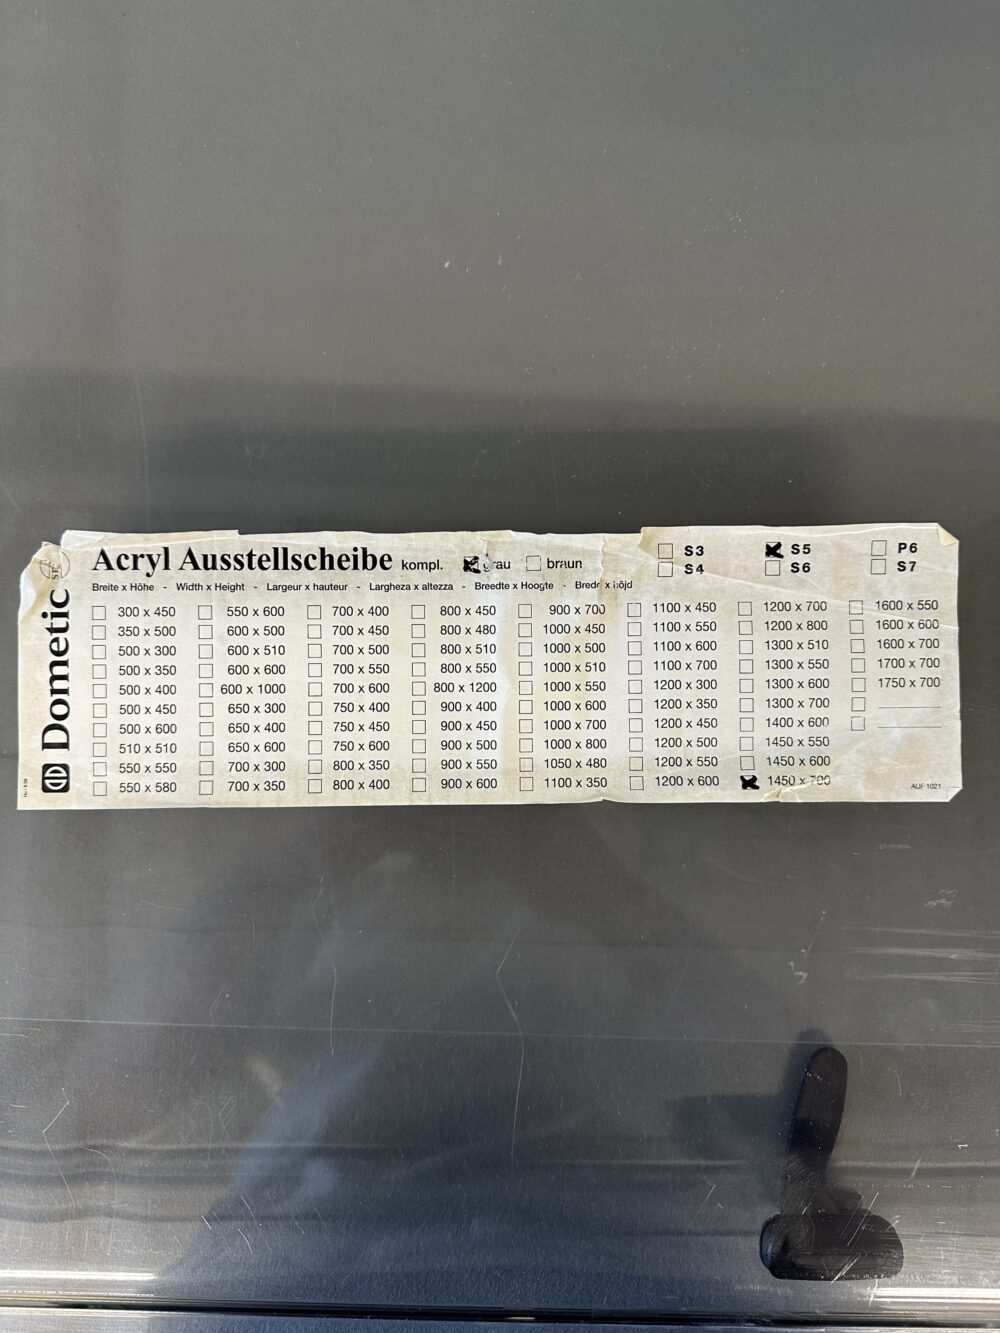 Dometic
Acryl Ausstellscheibe kompl. grau braun
S3 S5 P6
S4 S6 S7
Breite x Höhe - Width x Height - Largeur x hauteur - Largheza x altezza - Breedte x Hoogte - Bredd x höjd
300 x 450 550 x 600 700 x 400 800 x 450 900 x 700 1100 x 450 1200 x 700 1600 x 550
350 x 500 600 x 500 700 x 450 800 x 480 1000 x 450 1100 x 550 1200 x 800 1600 x 600
500 x 300 600 x 510 700 x 500 800 x 510 1000 x 500 1100 x 600 1300 x 510 1600 x 700
500 x 350 600 x 600 700 x 550 800 x 550 1000 x 510 1100 x 700 1300 x 550 1700 x 700
500 x 400 600 x 1000 700 x 600 800 x 1200 1000 x 550 1200 x 300 1300 x 600 1750 x 700
500 x 450 650 x 300 750 x 400 900 x 400 1000 x 600 1200 x 350 1300 x 700
500 x 600 650 x 400 750 x 450 900 x 450 1000 x 700 1200 x 450 1400 x 600
510 x 510 650 x 600 750 x 600 900 x 500 1000 x 800 1200 x 500 1450 x 550
550 x 550 700 x 300 800 x 350 900 x 550 1050 x 480 1200 x 550 1450 x 600
550 x 580 700 x 350 800 x 400 900 x 600 1100 x 350 1200 x 600 1450 x 700
AUF 1021